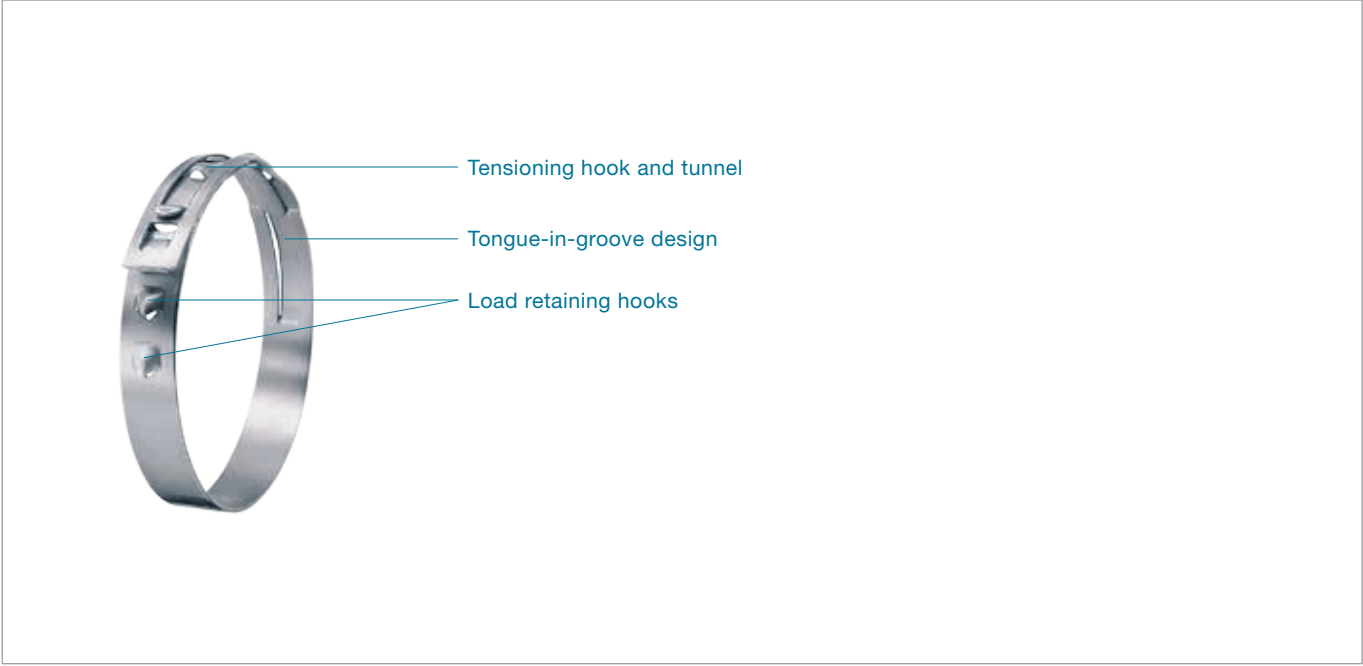 Tensioning hook and tunnel
Tongue-in-groove design
Load retaining hooks